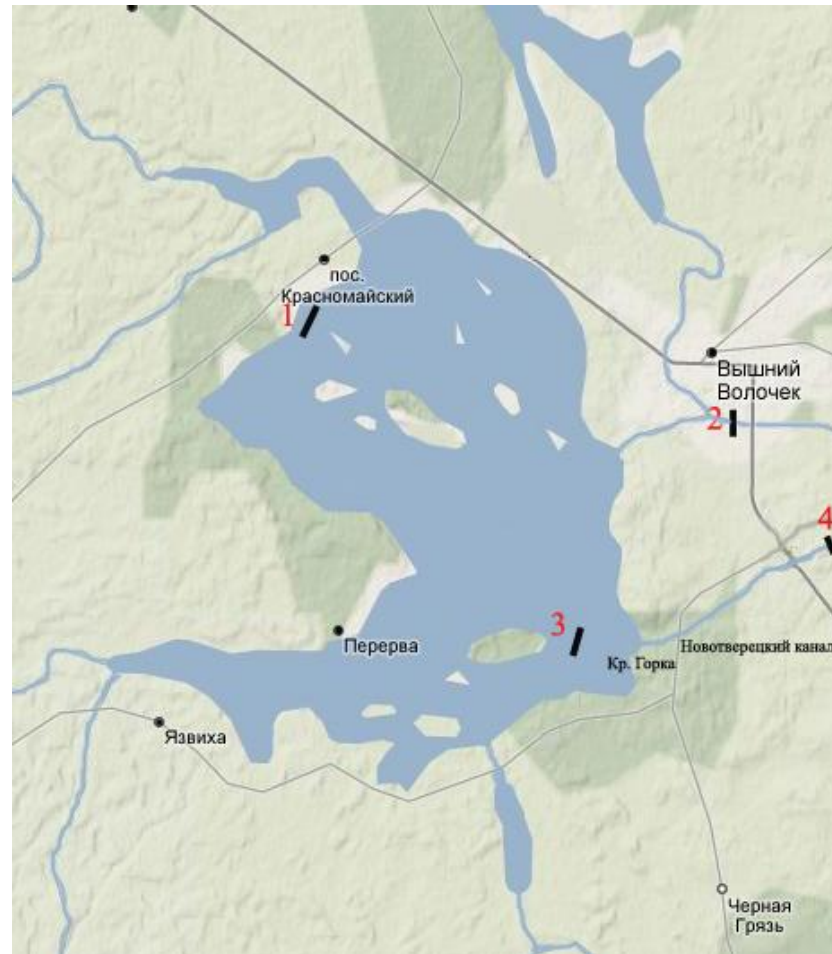 пос.
Красномайский
1
Вышний
Волочек
2
4
3
Перерва
Кр. Горка
Новотверецкий канал
Язвиха
Черная
Грязь